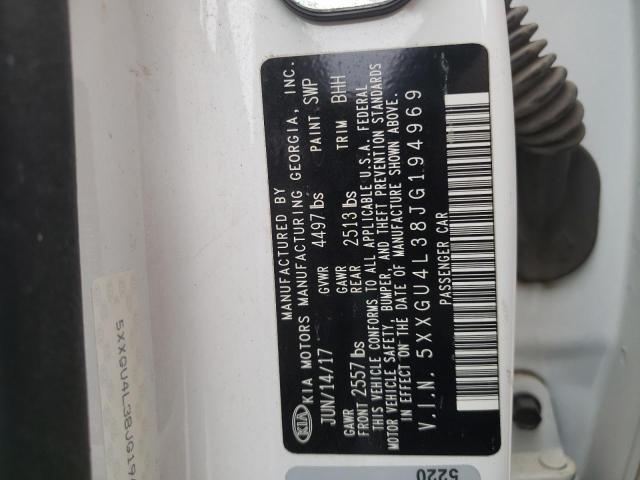 MANUFACTURED BY
KIA MOTORS MANUFACTURING GEORGIA, INC.
JUN/14/17 GVWR 4497 lbs PAINT SWP
GAWR FRONT 2557 lbs GAWR REAR 2513 lbs TRIM BHH
THIS VEHICLE CONFORMS TO ALL APPLICABLE U.S.A. FEDERAL
MOTOR VEHICLE SAFETY, BUMPER, AND THEFT PREVENTION STANDARDS
IN EFFECT ON THE DATE OF MANUFACTURE SHOWN ABOVE.
V.I.N. 5XXGU4L38JG194969
PASSENGER CAR
KIA
5220
5XXGU4L38JG19